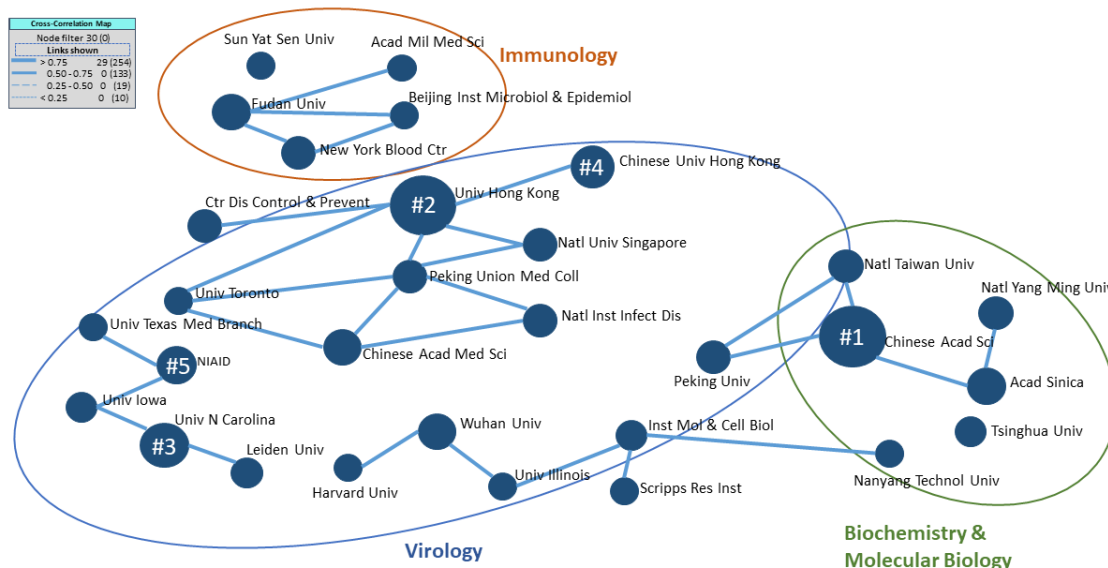 Cross-Correlation Map
Node filter 30 (0)
Links shown
> 0.75 29 (254)
0.50 - 0.75 0 (133)
0.25 - 0.50 0 (19)
< 0.25 0 (10)
Sun Yat Sen Univ
Acad Mil Med Sci
Immunology
Fudan Univ
Beijing Inst Microbiol & Epidemiol
New York Blood Ctr
#4
Chinese Univ Hong Kong
#2
Univ Hong Kong
Ctr Dis Control & Prevent
Natl Univ Singapore
Peking Union Med Coll
Natl Taiwan Univ
Natl Yang Ming Univ
Univ Toronto
Natl Inst Infect Dis
Univ Texas Med Branch
#1
Chinese Acad Sci
Chinese Acad Med Sci
#5
NIAID
Peking Univ
Acad Sinica
Univ Iowa
Univ N Carolina
#3
Wuhan Univ
Inst Mol & Cell Biol
Tsinghua Univ
Leiden Univ
Harvard Univ
Univ Illinois
Scripps Res Inst
Nanyang Technol Univ
Virology
Biochemistry &
Molecular Biology